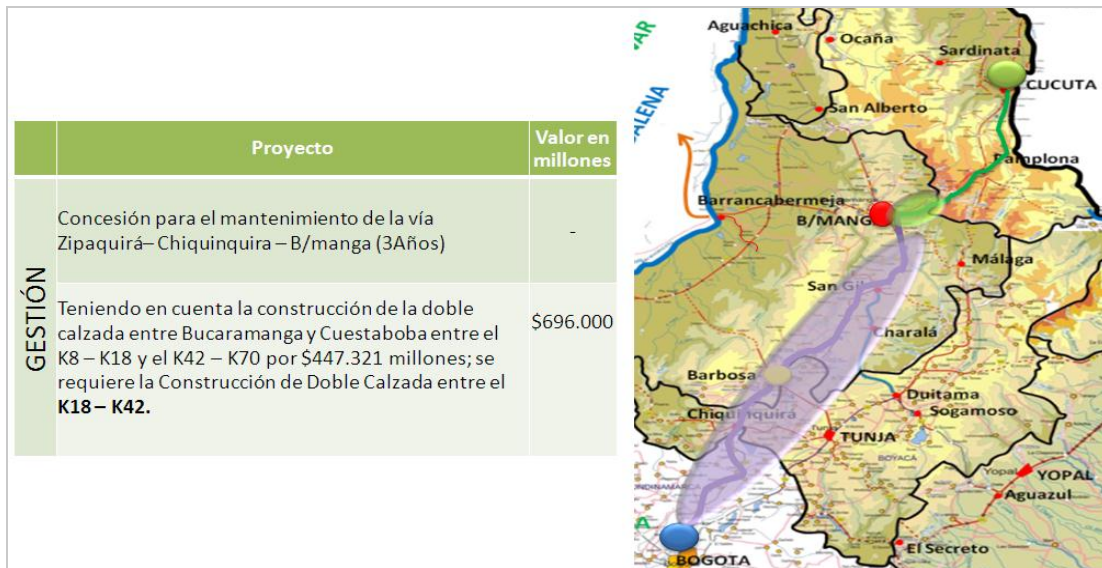 Proyecto
Valor en
millones
GESTIÓN
Concesión para el mantenimiento de la vía
Zipaquirá– Chiquinquira – B/manga (3Años)
-
Teniendo en cuenta la construcción de la doble
calzada entre Bucaramanga y Cuestaboba entre el
K8 – K18 y el K42 – K70 por $447.321 millones; se
requiere la Construcción de Doble Calzada entre el
K18 – K42.
$696.000
Aguachica
Ocaña
Sardinata
CUCUTA
San Alberto
Pamplona
Barrancabermeja
B/MANG
Málaga
San Gil
Charalá
Barbosa
Duitama
Chiquinquirá
Sogamoso
TUNJA
BOYACÁ
Yopal
YOPAL
Aguazul
El Secreto
BOGOTA